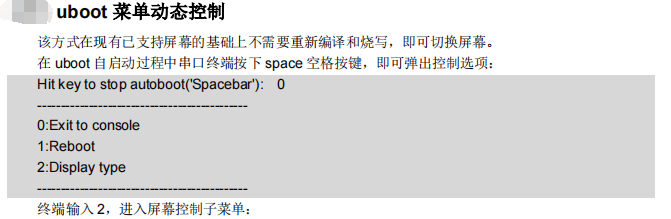 uboot 菜单动态控制
该方式在现有已支持屏幕的基础上不需要重新编译和烧写，即可切换屏幕。
在 uboot 自启动过程中串口终端按下 space 空格按键，即可弹出控制选项：
Hit key to stop autoboot('Spacebar'):   0
---------------------------------------------
0:Exit to console
1:Reboot
2:Display type
---------------------------------------------
终端输入 2，进入屏幕控制子菜单：